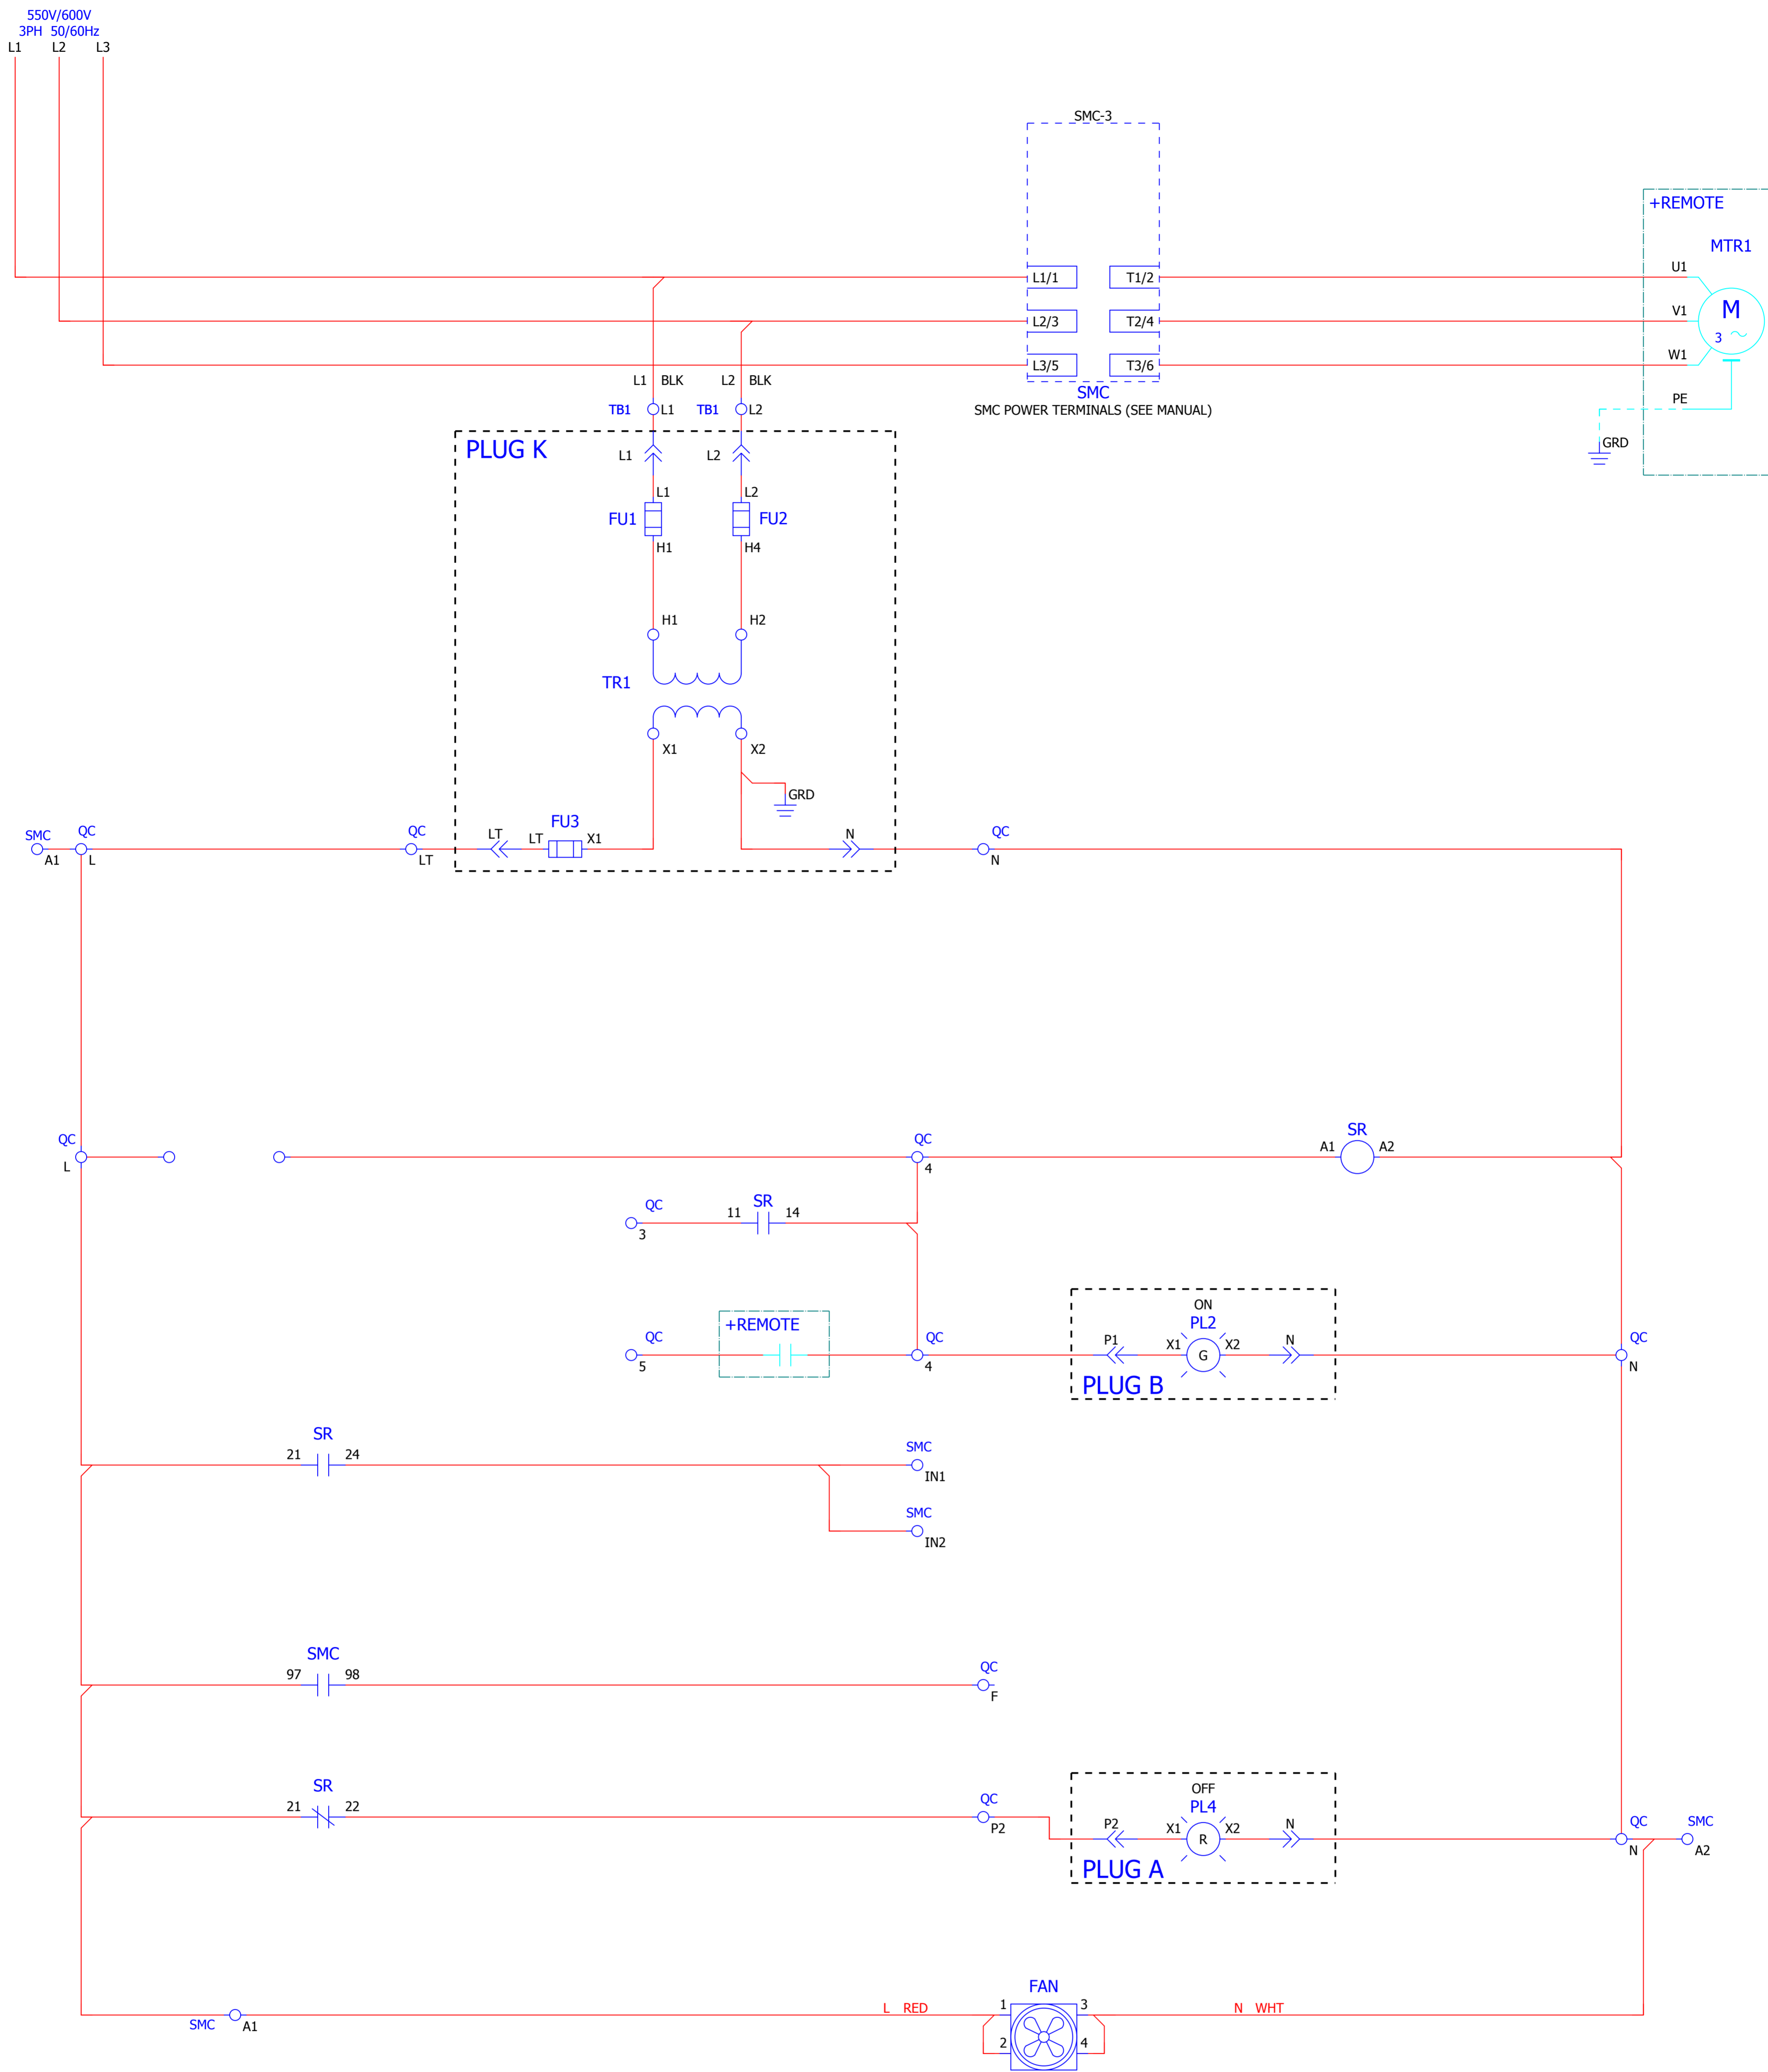 550V/600V
3PH 50/60Hz
L1 L2 L3
SMC-3
+REMOTE
MTR1
L1/1 T1/2 U1
M
3
L2/3 T2/4 V1
L3/5 T3/6 W1
L1 BLK L2 BLK
SMC
TB1 L1 TB1 L2
SMC POWER TERMINALS (SEE MANUAL)
PE
GRD
PLUG K
L1 L2
L1 L2
FU1 FU2
H1 H4
H1 H2
TR1
X1 X2
GRD
FU3
SMC QC QC LT LT X1 N QC
A1 L LT N
SR
QC QC A1 A2
L 4
SR
QC 11 14
3
ON
+REMOTE PL2
QC QC P1 X1 G X2 N QC
5 4 N
PLUG B
SR
21 24 SMC
IN1
SMC
IN2
SMC
97 98 QC
F
SR OFF
21 22 QC PL4
P2 P2 X1 R X2 N QC SMC
N A2
PLUG A
FAN
L RED 1 3 N WHT
SMC A1
2 4